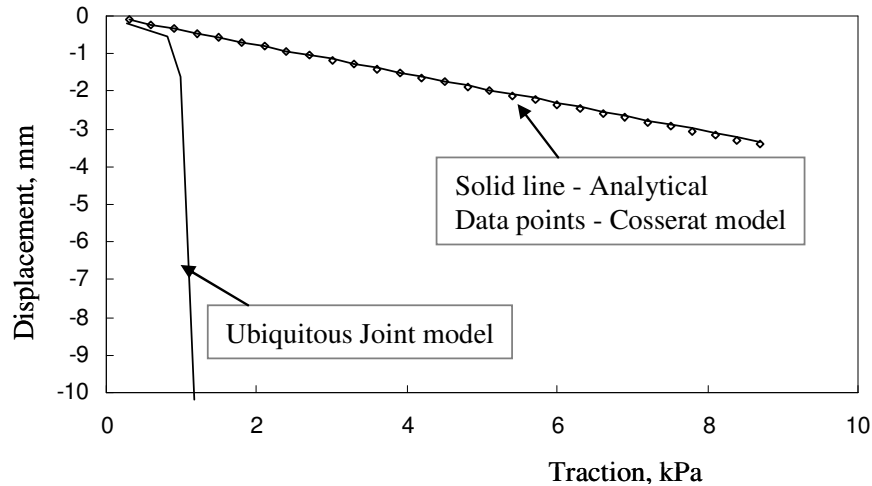 0
-1
-2
-3
-4
-5
-6
-7
-8
-9
-10
Displacement, mm
Solid line - Analytical
Data points - Cosserat model
Ubiquitous Joint model
0 2 4 6 8 10
Traction, kPa